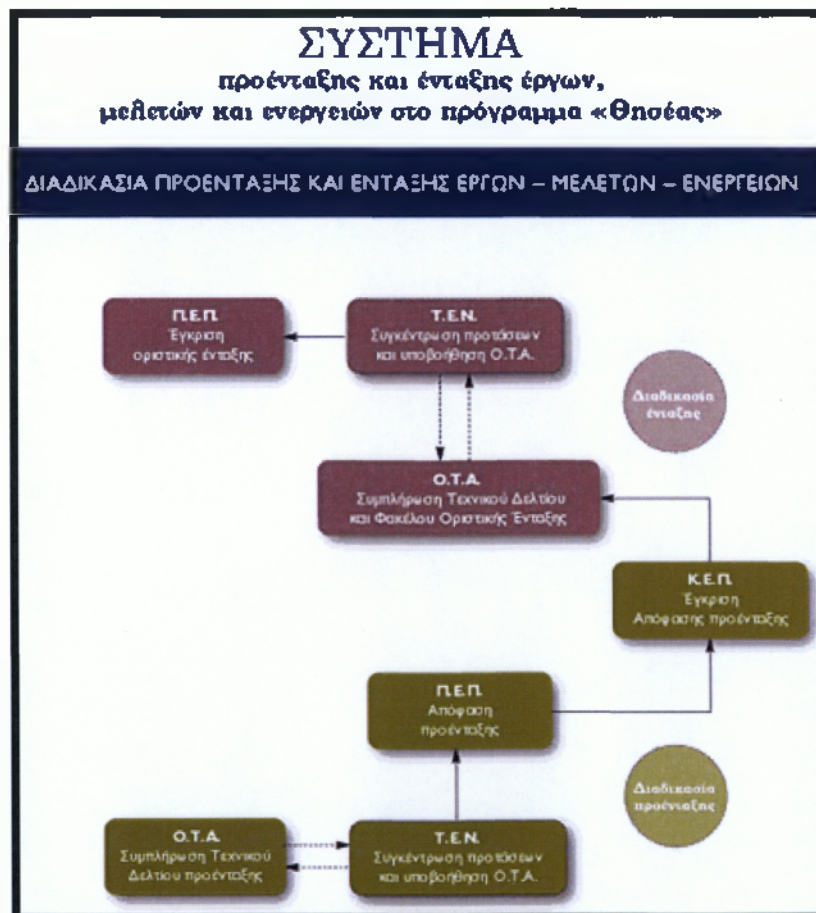 ΣΥΣΤΗΜΑ
προένταξης και ένταξης έργων,
μελετών και ενεργειών στο πρόγραμμα «Θησέας»
ΔΙΑΔΙΚΑΣΙΑ ΠΡΟΕΝΤΑΞΗΣ ΚΑΙ ΕΝΤΑΞΗΣ ΕΡΓΩΝ – ΜΕΛΕΤΩΝ – ΕΝΕΡΓΕΙΩΝ
Π.Ε.Π.
Έγκριση
οριστικής ένταξης
Τ.Ε.Ν.
Συγκέντρωση προτάσεων
και υποβοήθηση Ο.Τ.Α.
Διαδικασία
ένταξης
Ο.Τ.Α.
Συμπλήρωση Τεχνικού Δελτίου
και Φακέλου Οριστικής Ένταξης
Κ.Ε.Π.
Έγκριση
Απόφασης προένταξης
Π.Ε.Π.
Απόφαση
προένταξης
Διαδικασία
προένταξης
Ο.Τ.Α.
Συμπλήρωση Τεχνικού
Δελτίου προένταξης
Τ.Ε.Ν.
Συγκέντρωση προτάσεων
και υποβοήθηση Ο.Τ.Α.